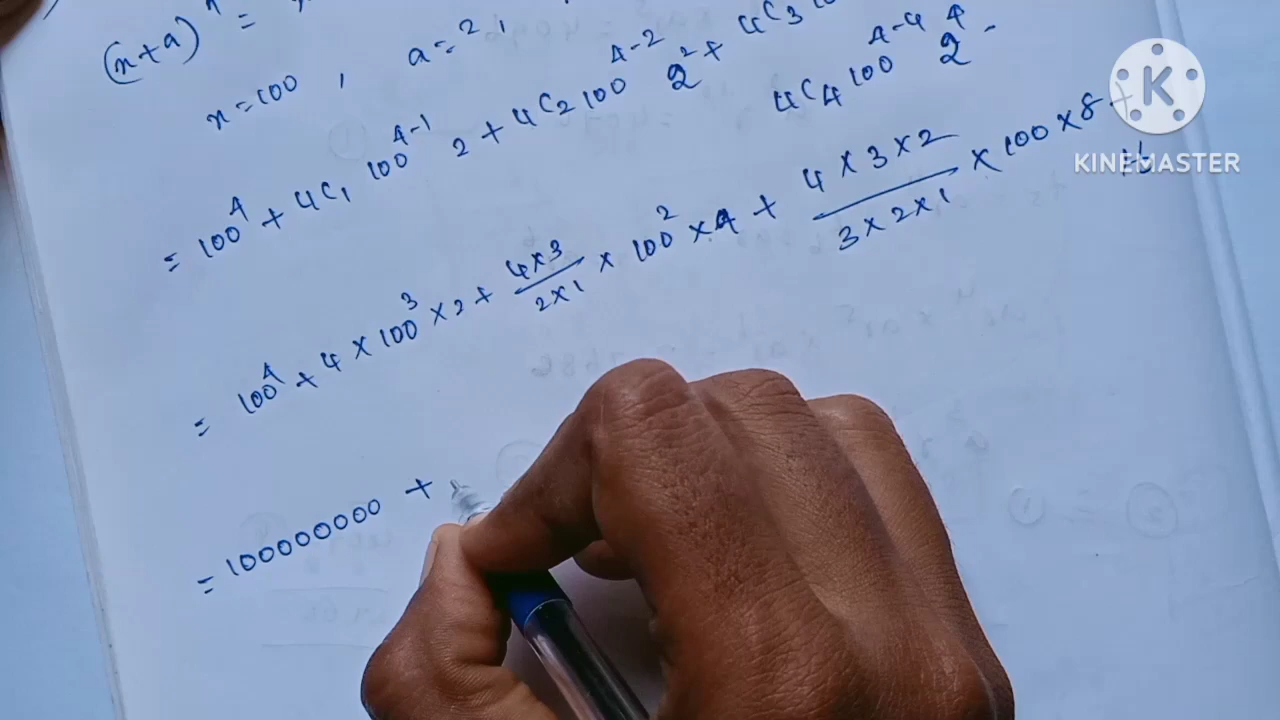 (x+a)ⁿ =
x = 100 , a = 2 ,
= 100⁴ + 4C₁ 100⁴⁻¹ 2 + 4C₂ 100⁴⁻² 2² + 4C₃
4C₄ 100⁴⁻⁴ 2⁴
= 100⁴ + 4 × 100³ × 2 + 4×3/2×1 × 100² × 4 + 4×3×2/3×2×1 × 100 × 8 +
16
= 100000000 +
K
KINEMASTER